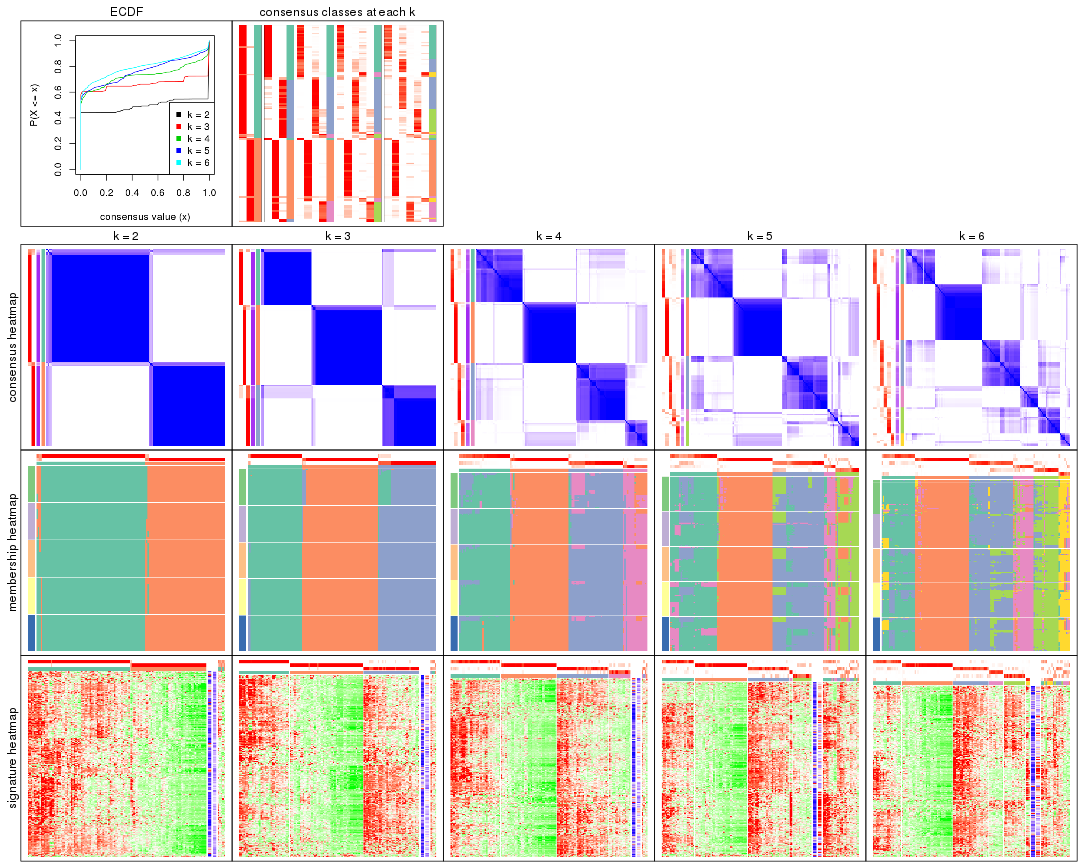 ECDF
consensus classes at each k
P(X <= x)
0.0
0.2
0.4
0.6
0.8
1.0
k = 2
k = 3
k = 4
k = 5
k = 6
0.0 0.2 0.4 0.6 0.8 1.0
consensus value (x)
k = 2
k = 3
k = 4
k = 5
k = 6
consensus heatmap
membership heatmap
signature heatmap